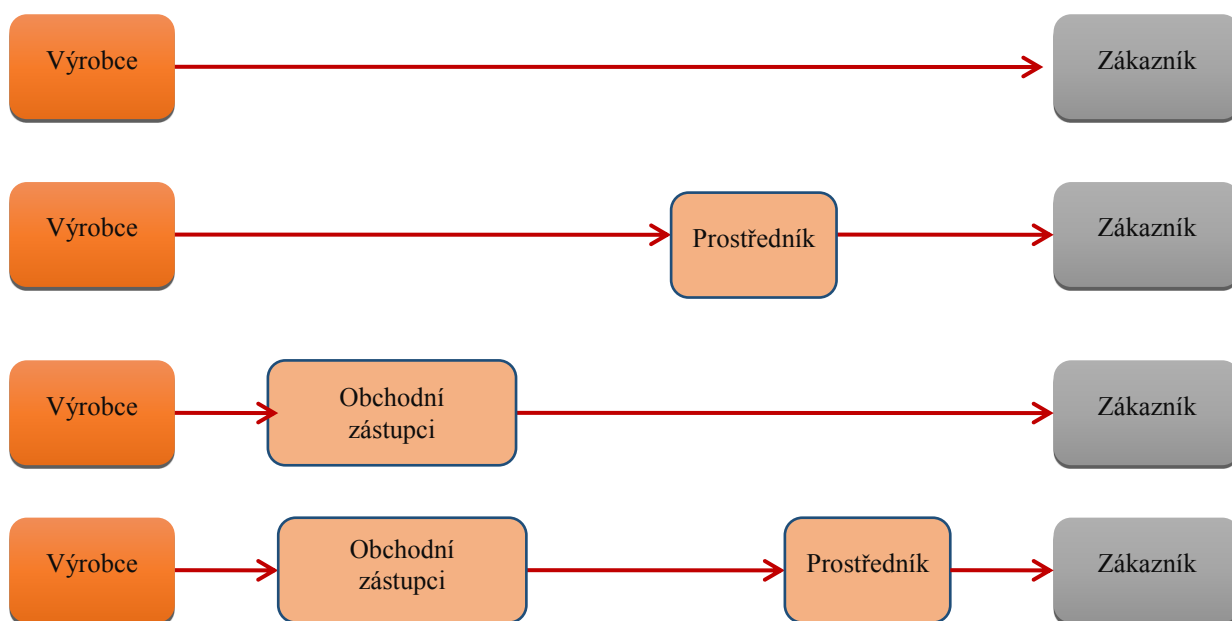 Výrobce
Zákazník
Výrobce
Prostředník
Zákazník
Výrobce
Obchodní
zástupci
Zákazník
Výrobce
Obchodní
zástupci
Prostředník
Zákazník